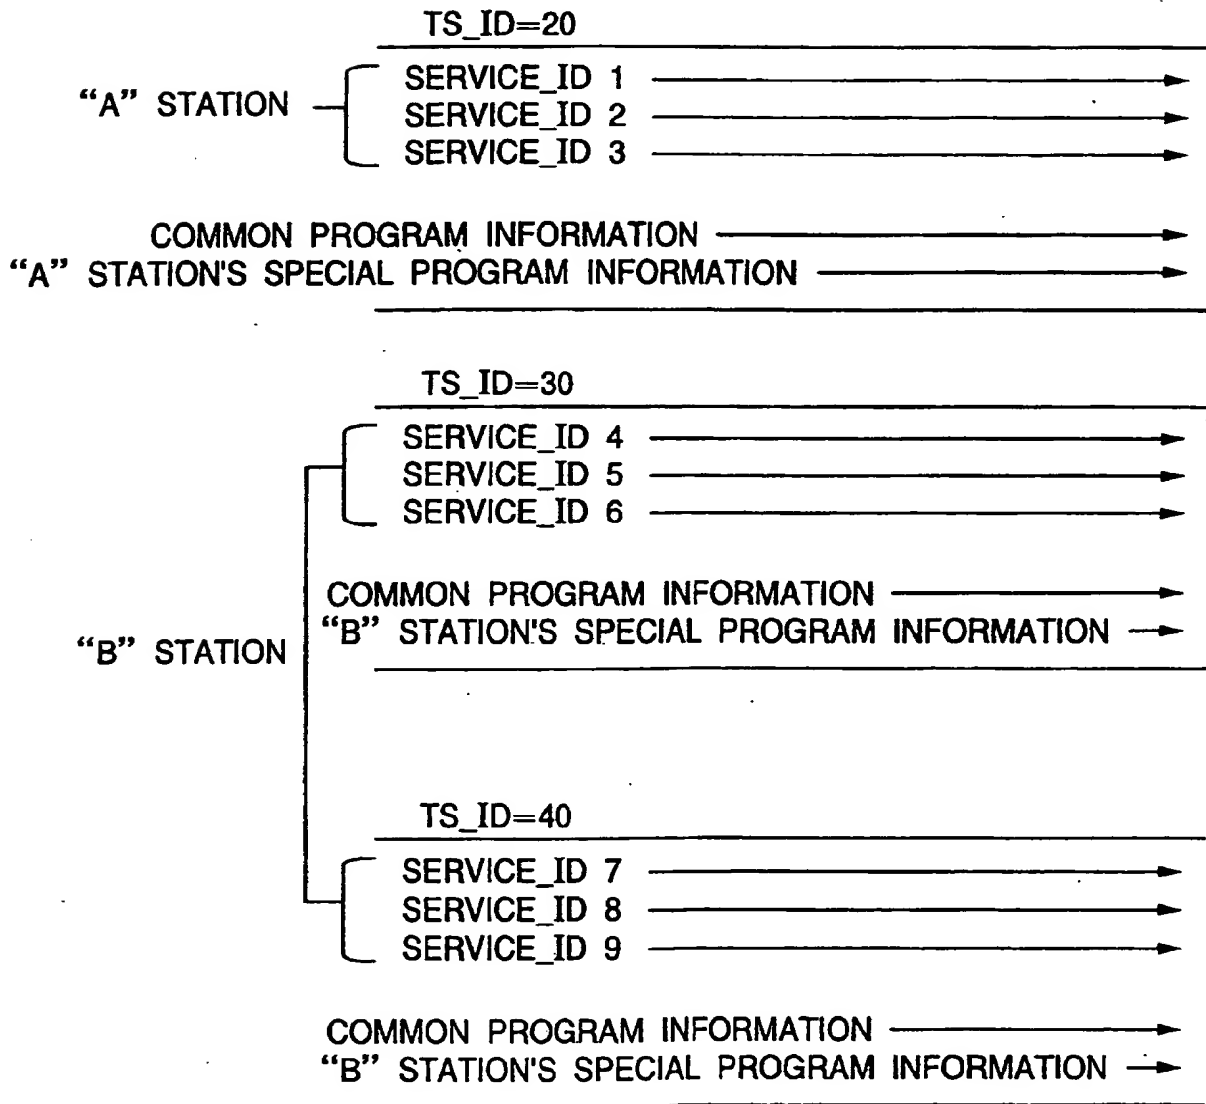 TS_ID=20
SERVICE_ID 1
"A" STATION
SERVICE_ID 2
SERVICE_ID 3
COMMON PROGRAM INFORMATION
"A" STATION'S SPECIAL PROGRAM INFORMATION
TS_ID=30
SERVICE_ID 4
SERVICE_ID 5
SERVICE_ID 6
COMMON PROGRAM INFORMATION
"B" STATION'S SPECIAL PROGRAM INFORMATION
"B" STATION
TS_ID=40
SERVICE_ID 7
SERVICE_ID 8
SERVICE_ID 9
COMMON PROGRAM INFORMATION
"B" STATION'S SPECIAL PROGRAM INFORMATION